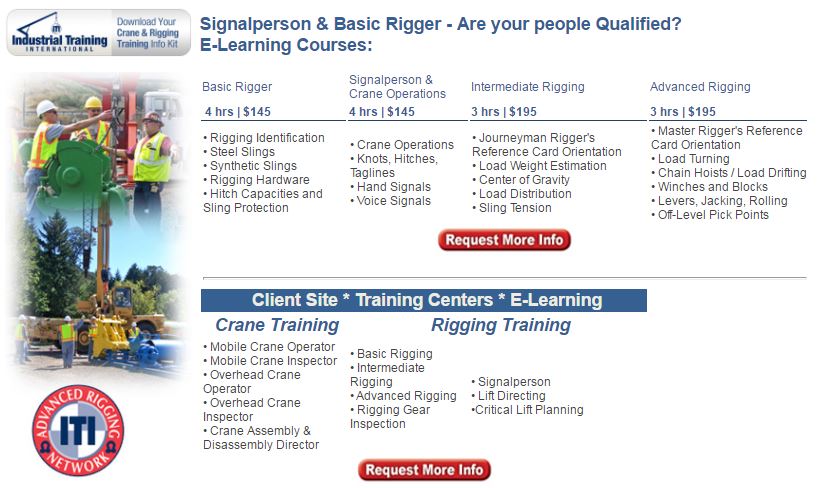 Industrial Training
INTERNATIONAL
Download Your
Crane & Rigging
Training Info Kit
Signalperson & Basic Rigger - Are your people Qualified?
E-Learning Courses:
Basic Rigger
4 hrs | $145
• Rigging Identification
• Steel Slings
• Synthetic Slings
• Rigging Hardware
• Hitch Capacities and
Sling Protection
Signalperson &
Crane Operations
4 hrs | $145
• Crane Operations
• Knots, Hitches,
Taglines
• Hand Signals
• Voice Signals
Intermediate Rigging
3 hrs | $195
• Journeyman Rigger's
Reference Card Orientation
• Load Weight Estimation
• Center of Gravity
• Load Distribution
• Sling Tension
Advanced Rigging
3 hrs | $195
• Master Rigger's Reference
Card Orientation
• Load Turning
• Chain Hoists / Load Drifting
• Winches and Blocks
• Levers, Jacking, Rolling
• Off-Level Pick Points
Request More Info
Client Site * Training Centers * E-Learning
Crane Training
• Mobile Crane Operator
• Mobile Crane Inspector
• Overhead Crane
Operator
• Overhead Crane
Inspector
• Crane Assembly &
Disassembly Director
Rigging Training
• Basic Rigging
• Intermediate
Rigging
• Advanced Rigging
• Rigging Gear
Inspection
• Signalperson
• Lift Directing
•Critical Lift Planning
Request More Info
ADVANCED RIGGING
ITI
NETWORK